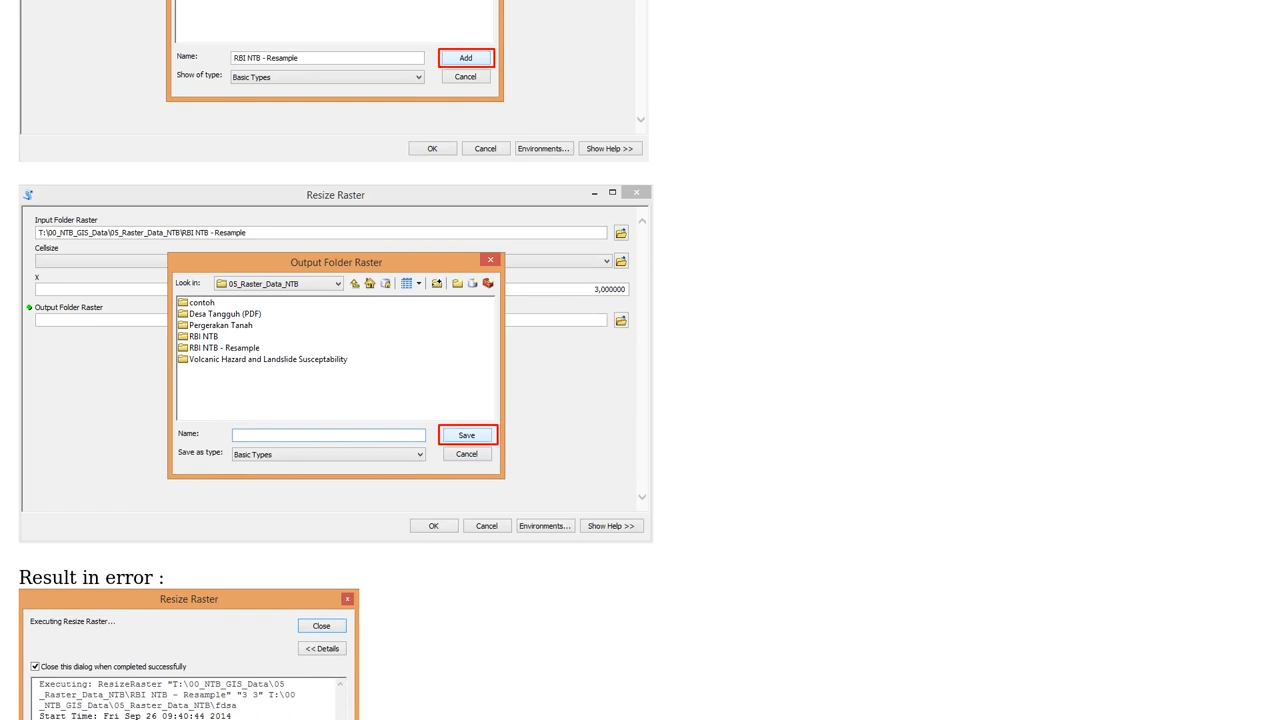 Name:
RBI NTB - Resample
Add
Show of type:
Basic Types
Cancel
OK
Cancel
Environments...
Show Help >>
Resize Raster
Input Folder Raster
T:\00_NTB_GIS_Data\05_Raster_Data_NTB\RBI NTB - Resample
Cellsize
X
3,000000
Output Folder Raster
Output Folder Raster
Look in:
05_Raster_Data_NTB
contoh
Desa Tangguh (PDF)
Pergerakan Tanah
RBI NTB
RBI NTB - Resample
Volcanic Hazard and Landslide Susceptability
Name:
Save
Save as type:
Basic Types
Cancel
OK
Cancel
Environments...
Show Help >>
Result in error :
Resize Raster
Executing Resize Raster...
Close
<< Details
Close this dialog when completed successfully
Executing: ResizeRaster "T:\00_NTB_GIS_Data\05
_Raster_Data_NTB\RBI NTB - Resample" "3 3" T:\00
_NTB_GIS_Data\05_Raster_Data_NTB\fdsa
Start Time: Fri Sep 26 09:40:44 2014